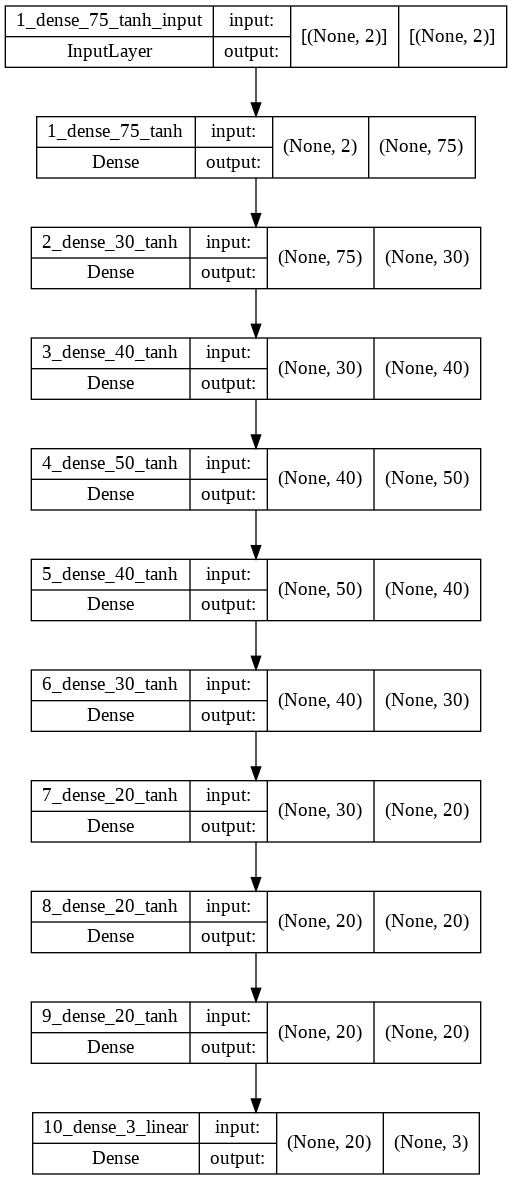 1_dense_75_tanh_input input: [(None, 2)] [(None, 2)]
InputLayer output:
1_dense_75_tanh input: (None, 2) (None, 75)
Dense output:
2_dense_30_tanh input: (None, 75) (None, 30)
Dense output:
3_dense_40_tanh input: (None, 30) (None, 40)
Dense output:
4_dense_50_tanh input: (None, 40) (None, 50)
Dense output:
5_dense_40_tanh input: (None, 50) (None, 40)
Dense output:
6_dense_30_tanh input: (None, 40) (None, 30)
Dense output:
7_dense_20_tanh input: (None, 30) (None, 20)
Dense output:
8_dense_20_tanh input: (None, 20) (None, 20)
Dense output:
9_dense_20_tanh input: (None, 20) (None, 20)
Dense output:
10_dense_3_linear input: (None, 20) (None, 3)
Dense output: